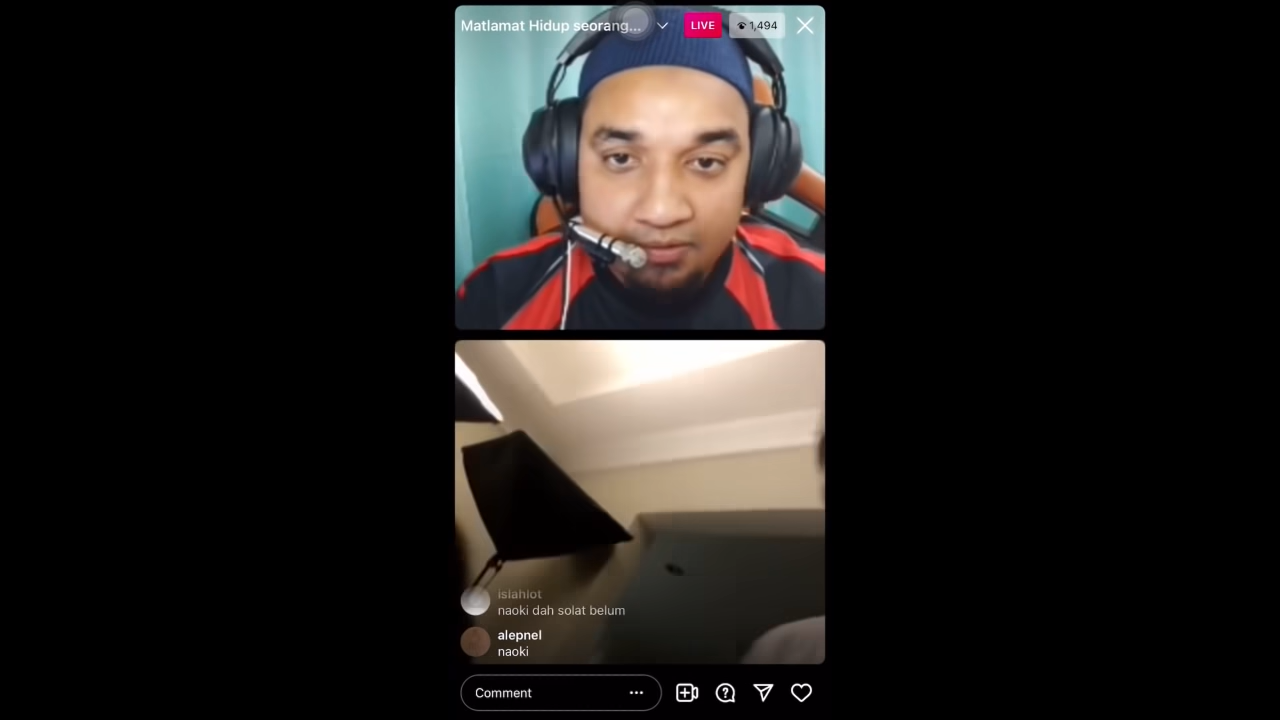 Matlamat Hidup seorang...
LIVE
1,494
islahiot
naoki dah solat belum
alepnel
naoki
Comment